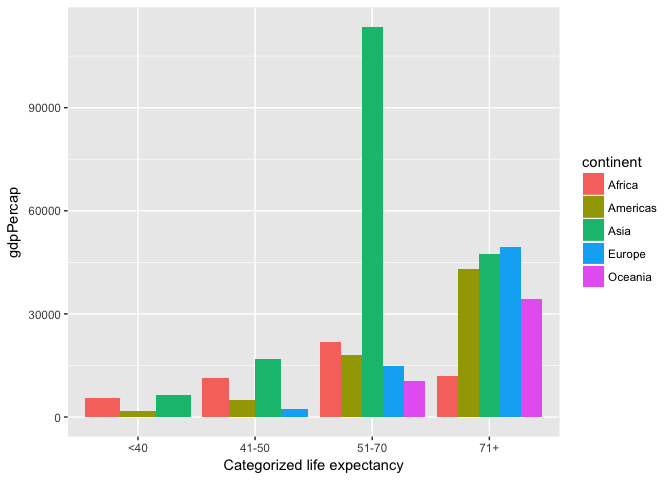 90000
60000
30000
0
gdpPercap
<40
41-50
51-70
71+
Categorized life expectancy
continent
Africa
Americas
Asia
Europe
Oceania